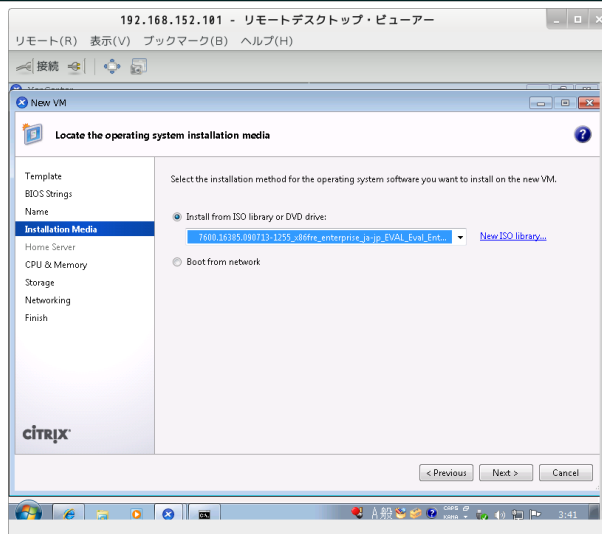 192.168.152.101 - リモートデスクトップ・ビューアー
リモート(R) 表示(V) ブックマーク(B) ヘルプ(H)
接続
New VM
Locate the operating system installation media
Template
BIOS Strings
Name
Installation Media
Home Server
CPU & Memory
Storage
Networking
Finish
Select the installation method for the operating system software you want to install on the new VM.
Install from ISO library or DVD drive:
7600.16385.090713-1255_x86fre_enterprise_ja-jp_EVAL_Eval_Ent...
New ISO library...
Boot from network
CITRIX
< Previous
Next >
Cancel
A 般
CAPS
KANA
3:41